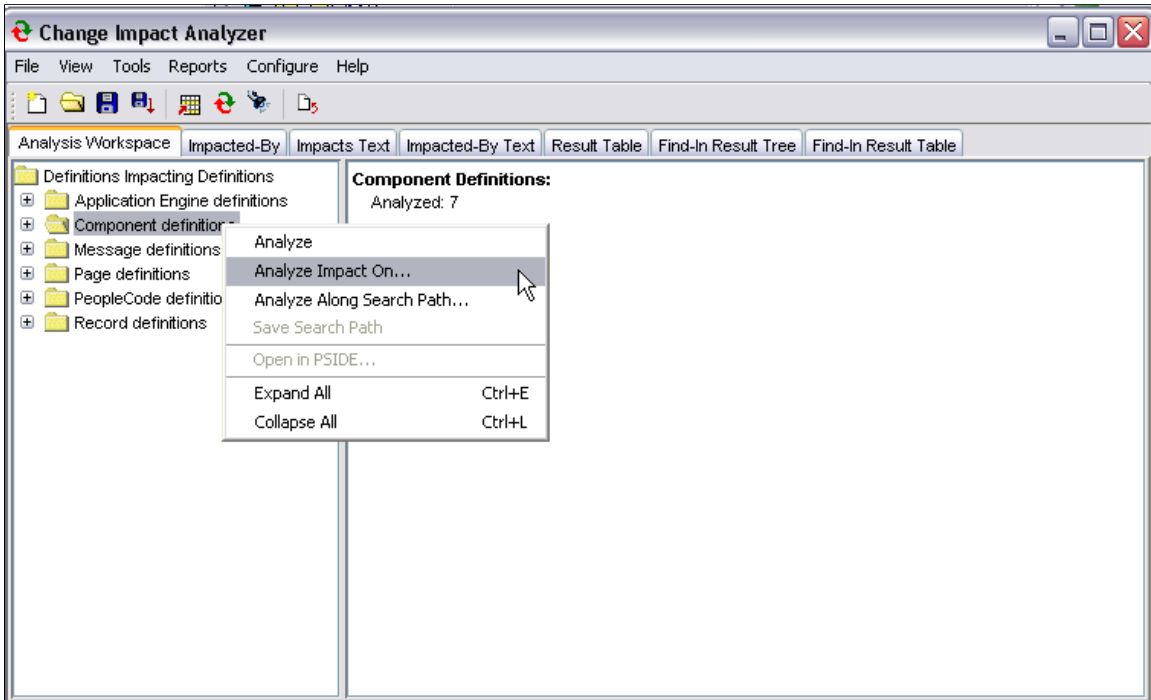 Change Impact Analyzer
File View Tools Reports Configure Help
Analysis Workspace Impacted-By Impacts Text Impacted-By Text Result Table Find-In Result Tree Find-In Result Table
Definitions Impacting Definitions
Application Engine definitions
Component definition
Message definitions
Page definitions
PeopleCode definitio
Record definitions
Component Definitions:
Analyzed: 7
Analyze
Analyze Impact On...
Analyze Along Search Path...
Save Search Path
Open in PSIDE...
Expand All Ctrl+E
Collapse All Ctrl+L